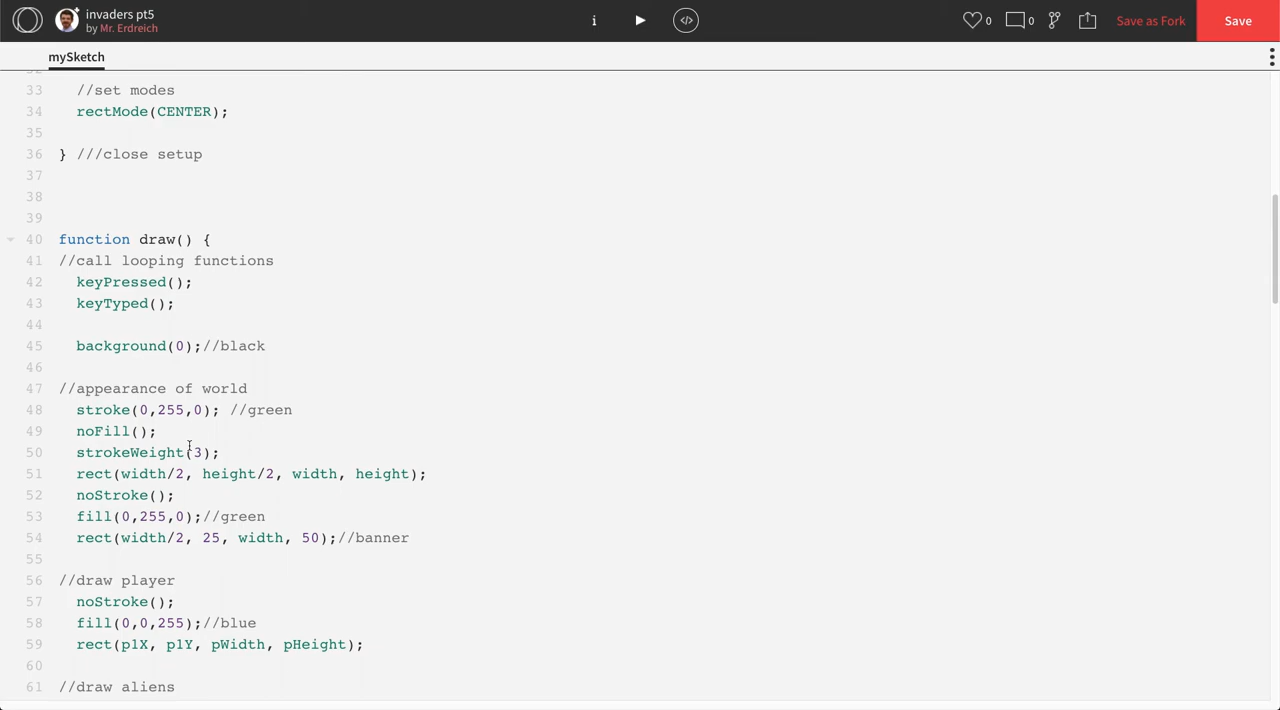 invaders pt5
by Mr. Erdreich
i
</>
0
0
Save as Fork
Save
mySketch
33 //set modes
34 rectMode(CENTER);
35
36 } ///close setup
37
38
39
40 function draw() {
41 //call looping functions
42 keyPressed();
43 keyTyped();
44
45 background(0);//black
46
47 //appearance of world
48 stroke(0,255,0); //green
49 noFill();
50 strokeWeight(3);
51 rect(width/2, height/2, width, height);
52 noStroke();
53 fill(0,255,0);//green
54 rect(width/2, 25, width, 50);//banner
55
56 //draw player
57 noStroke();
58 fill(0,0,255);//blue
59 rect(p1X, p1Y, pWidth, pHeight);
60
61 //draw aliens